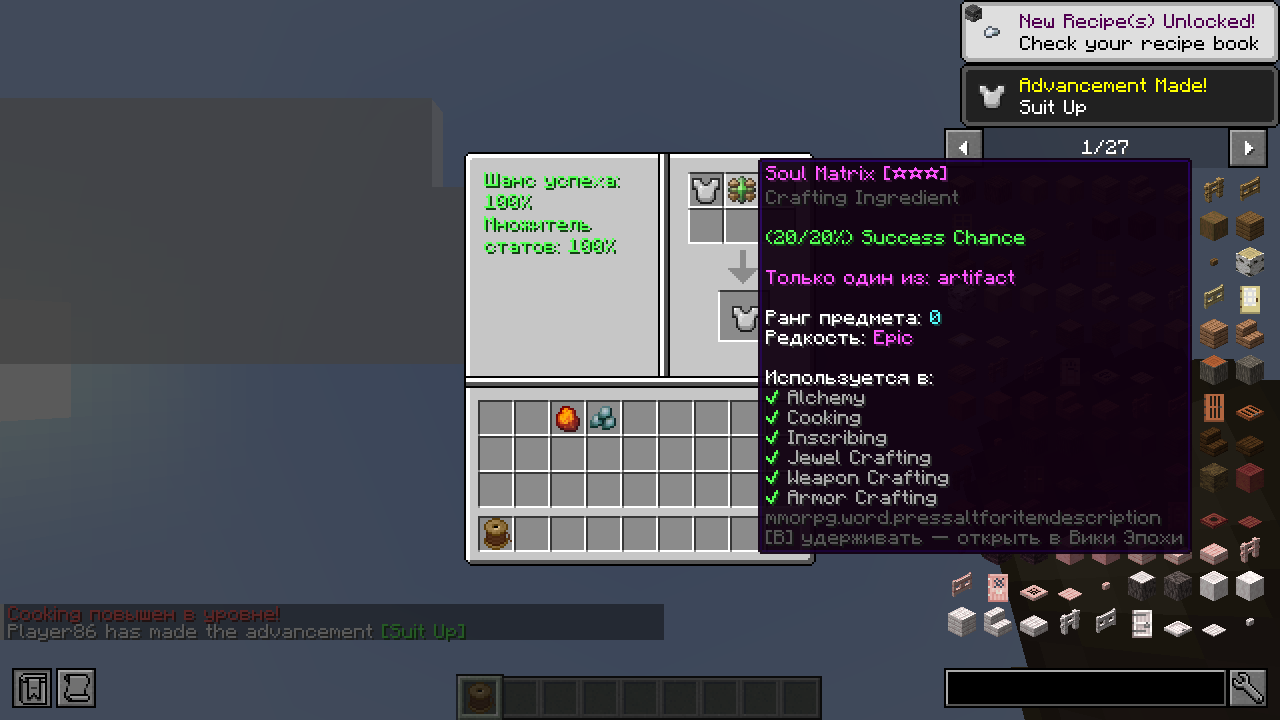 New Recipe(s) Unlocked!
Check your recipe book
Advancement Made!
Suit Up
1/27
Шанс успеха:
100%
Множитель
статов: 100%
Soul Matrix [☆☆☆]
Crafting Ingredient
(20/20%) Success Chance
Только один из: artifact
Ранг предмета: 0
Редкость: Epic
Используется в:
✔ Alchemy
✔ Cooking
✔ Inscribing
✔ Jewel Crafting
✔ Weapon Crafting
✔ Armor Crafting
mmorpg.word.pressaltforitemdescription
[B] удерживать — открыть в Вики Эпохи
Cooking повышен в уровне!
Player86 has made the advancement [Suit Up]